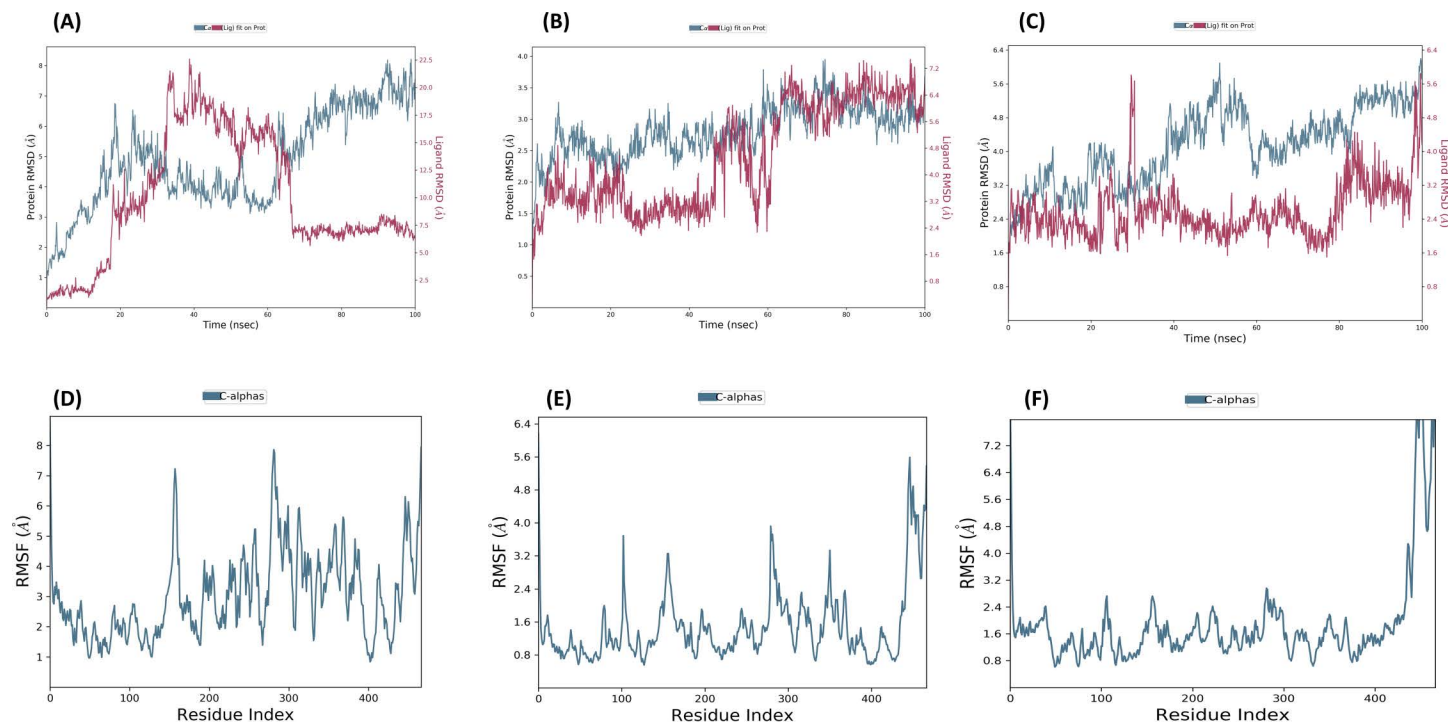 (A)
Cα (Lig) fit on Prot
Protein RMSD (Å)
8
7
6
5
4
3
2
1
22.5
20.0
17.5
15.0
12.5
10.0
7.5
5.0
2.5
Ligand RMSD (Å)
0 20 40 60 80 100
Time (nsec)
(B)
Cα (Lig) fit on Prot
Protein RMSD (Å)
4.0
3.5
3.0
2.5
2.0
1.5
1.0
0.5
7.2
6.4
5.6
4.8
4.0
3.2
2.4
1.6
0.8
Ligand RMSD (Å)
0 20 40 60 80 100
Time (nsec)
(C)
Cα (Lig) fit on Prot
Protein RMSD (Å)
6.4
5.6
4.8
4.0
3.2
2.4
1.6
0.8
6.4
5.6
4.8
4.0
3.2
2.4
1.6
0.8
Ligand RMSD (Å)
0 20 40 60 80 100
Time (nsec)
(D)
C-alphas
RMSF (Å)
8
7
6
5
4
3
2
1
0 100 200 300 400
Residue Index
(E)
C-alphas
RMSF (Å)
6.4
5.6
4.8
4.0
3.2
2.4
1.6
0.8
0 100 200 300 400
Residue Index
(F)
C-alphas
RMSF (Å)
7.2
6.4
5.6
4.8
4.0
3.2
2.4
1.6
0.8
0 100 200 300 400
Residue Index